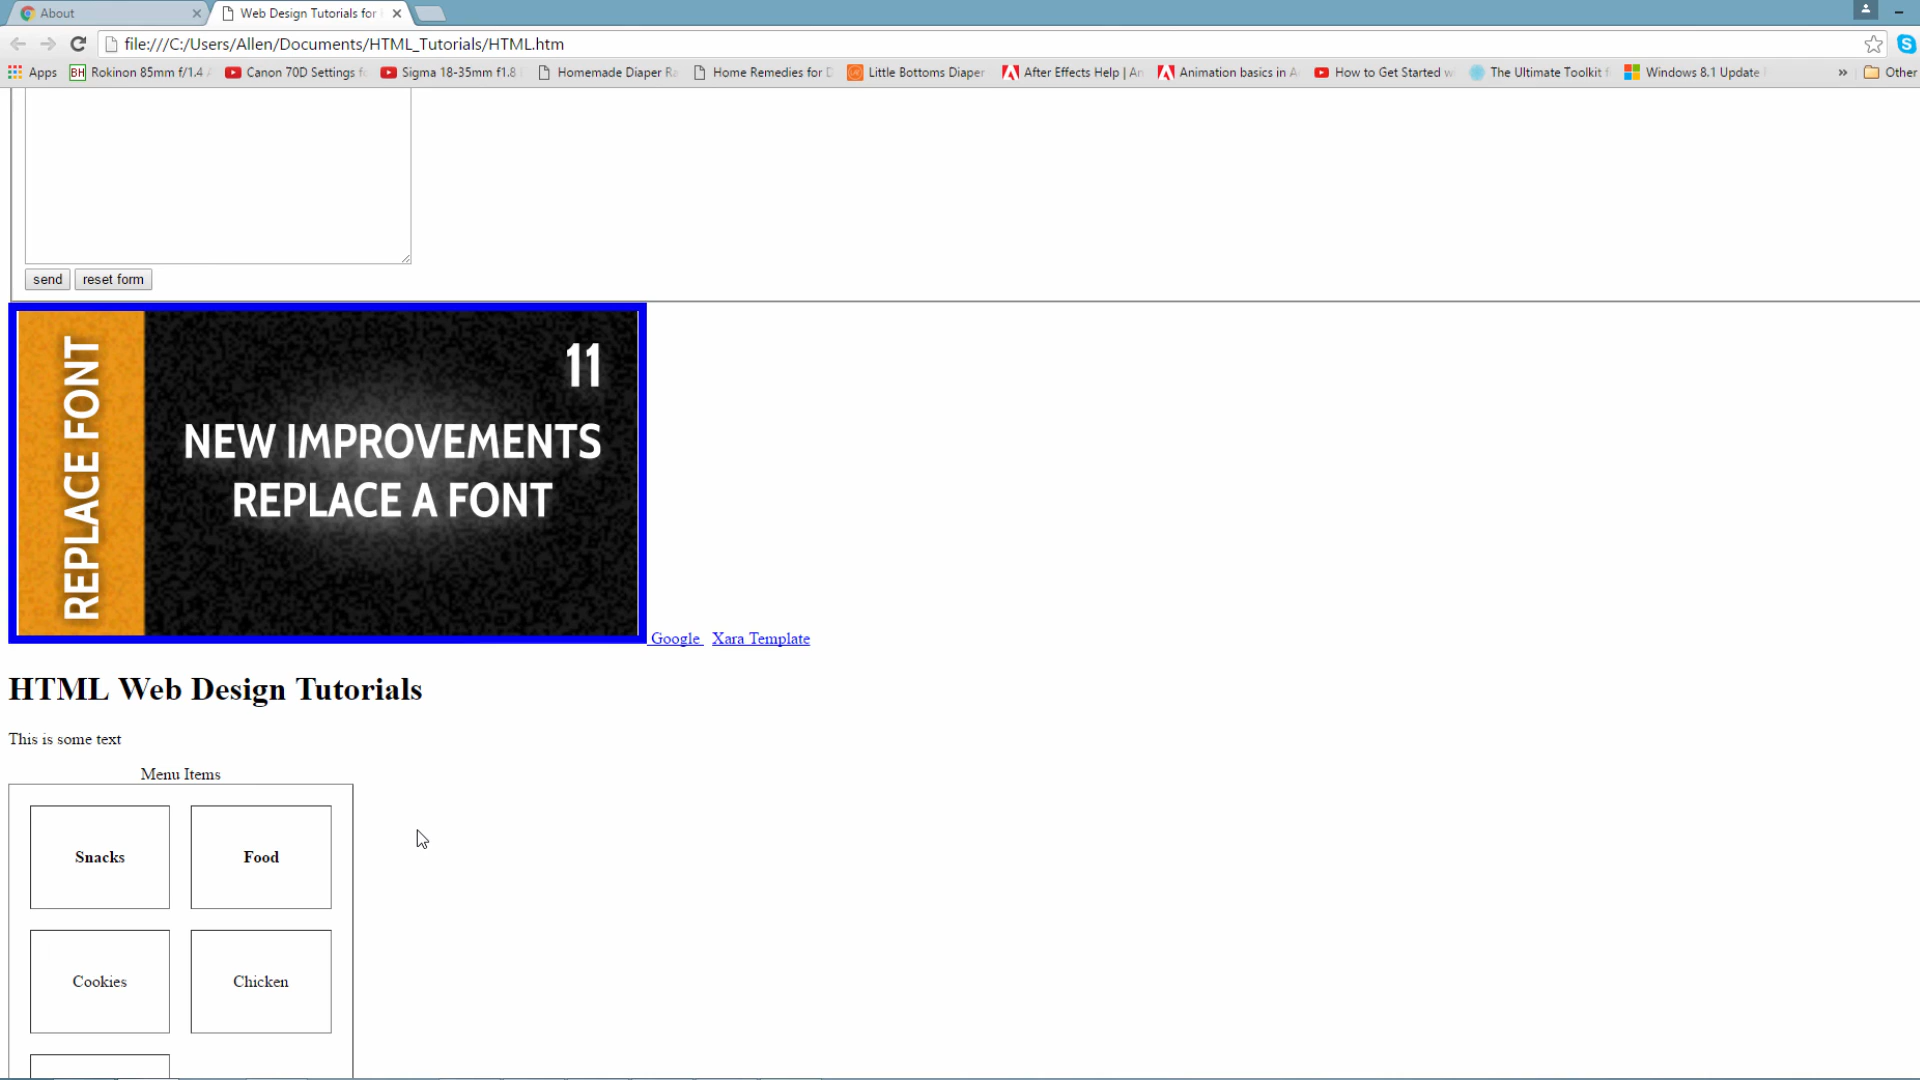 About
Web Design Tutorials for
file:///C:/Users/Allen/Documents/HTML_Tutorials/HTML.htm
Apps BH Rokinon 85mm f/1.4 Canon 70D Settings Sigma 18-35mm f1.8 Homemade Diaper Home Remedies for Little Bottoms Diaper After Effects Help | Animation basics in How to Get Started The Ultimate Toolkit Windows 8.1 Update » Other
send reset form
REPLACE FONT
11
NEW IMPROVEMENTS
REPLACE A FONT
Google Xara Template
HTML Web Design Tutorials
This is some text
Menu Items
Snacks Food
Cookies Chicken